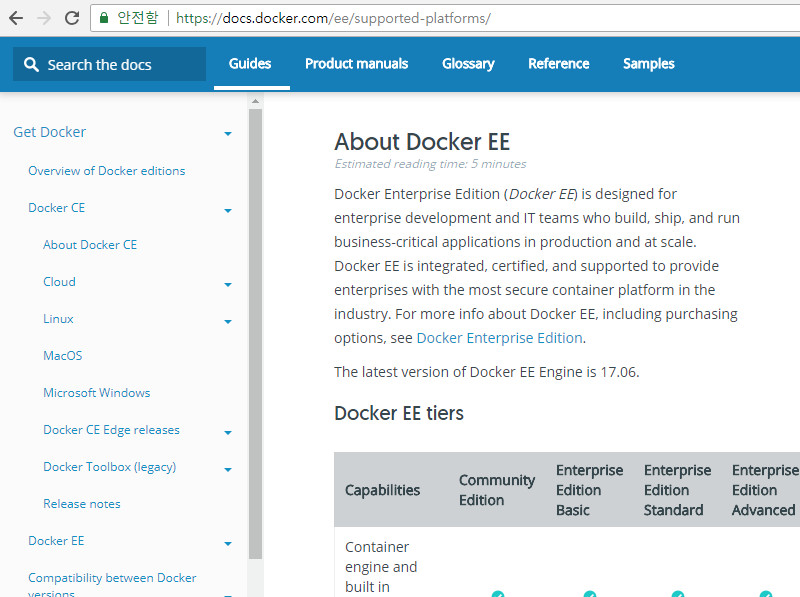 안전함 https://docs.docker.com/ee/supported-platforms/
Search the docs Guides Product manuals Glossary Reference Samples
Get Docker
Overview of Docker editions
Docker CE
About Docker CE
Cloud
Linux
MacOS
Microsoft Windows
Docker CE Edge releases
Docker Toolbox (legacy)
Release notes
Docker EE
Compatibility between Docker
versions
About Docker EE
Estimated reading time: 5 minutes
Docker Enterprise Edition (Docker EE) is designed for
enterprise development and IT teams who build, ship, and run
business-critical applications in production and at scale.
Docker EE is integrated, certified, and supported to provide
enterprises with the most secure container platform in the
industry. For more info about Docker EE, including purchasing
options, see Docker Enterprise Edition.
The latest version of Docker EE Engine is 17.06.
Docker EE tiers
Capabilities
Community
Edition
Enterprise
Edition
Basic
Enterprise
Edition
Standard
Enterprise
Edition
Advanced
Container
engine and
built in